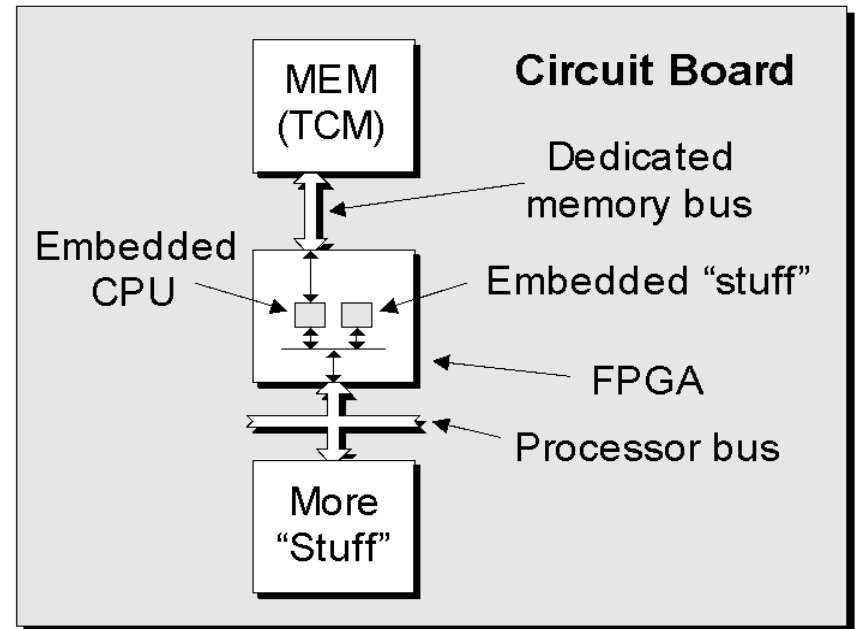 MEM
(TCM)
Circuit Board
Dedicated
memory bus
Embedded
CPU
Embedded “stuff”
FPGA
Processor bus
More
“Stuff”